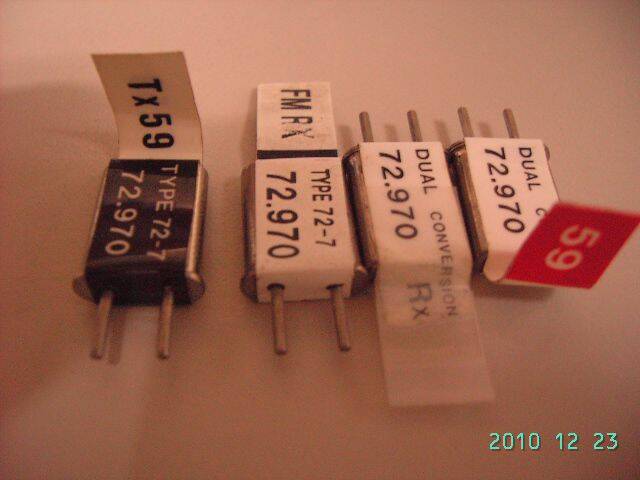 Tx 59
TYPE 72-7
72.970
FM RX
TYPE 72-7
72.970
DUAL CONVERSION
72.970
Rx
DUAL C
72.970
59
2010 12 23